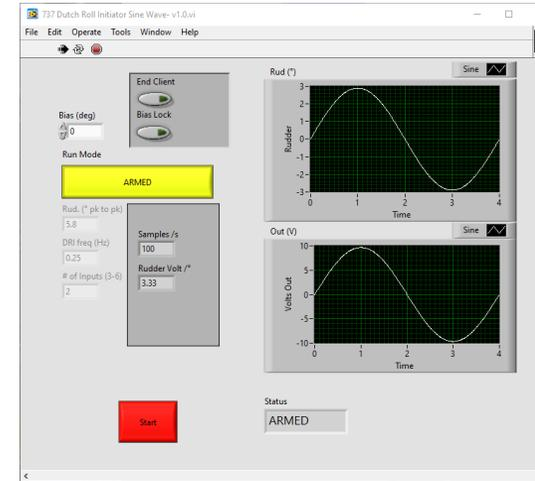 737 Dutch Roll Initiator Sine Wave- v1.0.vi
File Edit Operate Tools Window Help
End Client
Bias Lock
Bias (deg)
0
Run Mode
ARMED
Rud. (° pk to pk)
5.8
DRI freq (Hz)
0.25
# of Inputs (3-6)
2
Samples /s
100
Rudder Volt /°
3.33
Start
Rud (°)
Sine
Rudder
3
2
1
0
-1
-2
-3
0 1 2 3 4
Time
Out (V)
Sine
Volts Out
10
5
0
-5
-10
0 1 2 3 4
Time
Status
ARMED